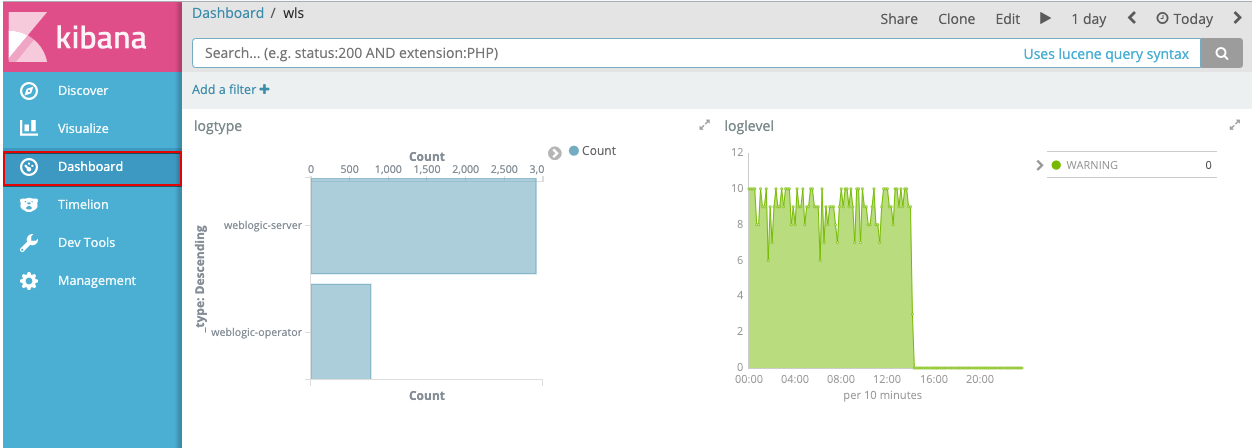 kibana
Discover
Visualize
Dashboard
Timelion
Dev Tools
Management
Dashboard / wls
Share Clone Edit 1 day Today
Search... (e.g. status:200 AND extension:PHP) Uses lucene query syntax
Add a filter
logtype
Count
0 500 1,000 1,500 2,000 2,500 3,0
Count
weblogic-server
weblogic-operator
_type: Descending
Count
loglevel
12
10
8
6
4
2
0
00:00 04:00 08:00 12:00 16:00 20:00
per 10 minutes
WARNING 0